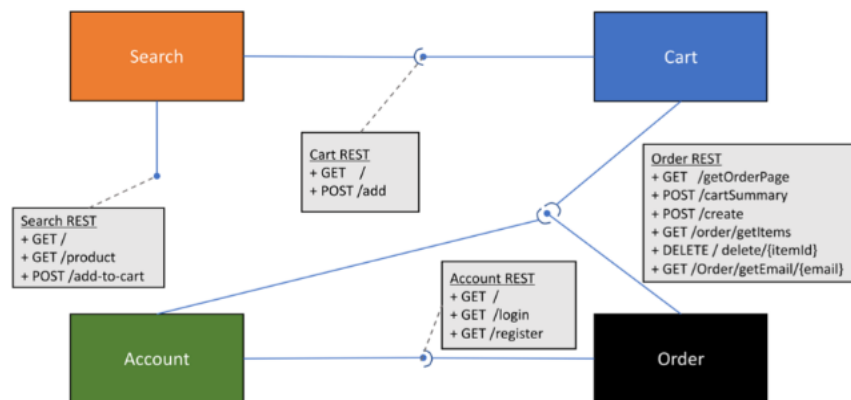 Search
Cart
Cart REST
+ GET /
+ POST /add
Order REST
+ GET /getOrderPage
+ POST /cartSummary
+ POST /create
+ GET /order/getItems
+ DELETE / delete/{itemId}
+ GET /Order/getEmail/{email}
Search REST
+ GET /
+ GET /product
+ POST /add-to-cart
Account REST
+ GET /
+ GET /login
+ GET /register
Account
Order